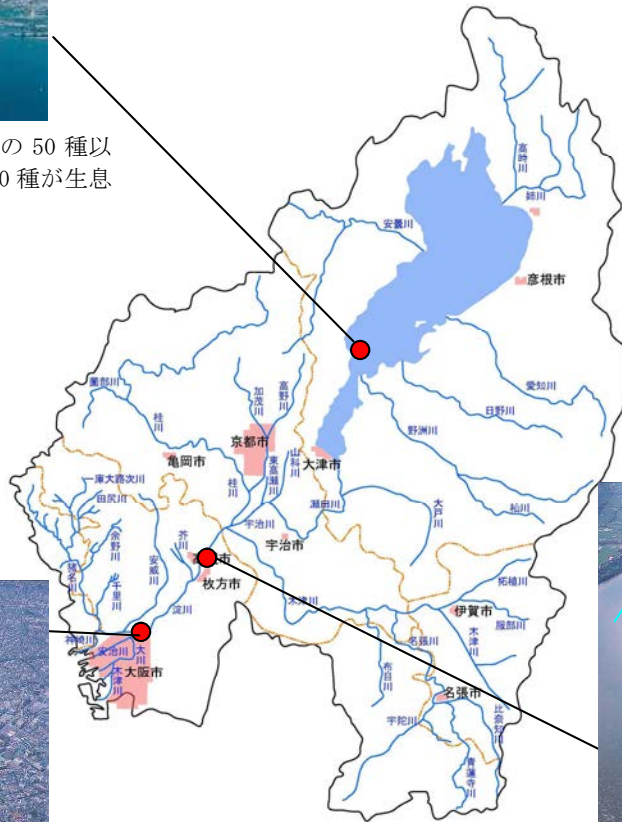 の 50 種以
0 種が生息
高時川
姉川
安曇川
彦根市
愛知川
薗部川
加茂川
高野川
日野川
桂川
野洲川
京都市
亀岡市
東高瀬川
山科川
大津市
一庫大路次川
桂川
瀬田川
杣川
田尻川
大戸川
余野川
芥川
宇治川
安威川
宇治市
猪名川
市
拓植川
千里川
枚方市
淀川
木津川
伊賀市
服部川
神崎川
大川
名張川
木津川
安治川
大阪市
布目川
木津川
名張市
宇陀川
比奈知川
青蓮寺川